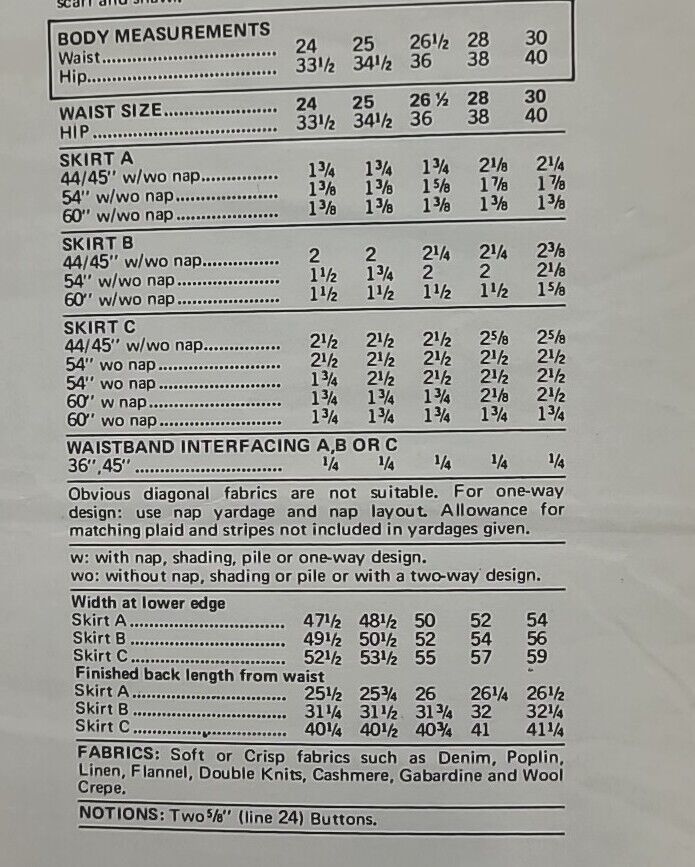 scarf and
BODY MEASUREMENTS
Waist.............................. 24 25 26½ 28 30
Hip................................. 33½ 34½ 36 38 40
WAIST SIZE.................... 24 25 26 ½ 28 30
HIP................................. 33½ 34½ 36 38 40
SKIRT A
44/45" w/wo nap.............. 1¾ 1¾ 1¾ 2⅛ 2¼
54" w/wo nap.................. 1⅜ 1⅜ 1⅝ 1⅞ 1⅞
60" w/wo nap.................. 1⅜ 1⅜ 1⅜ 1⅜ 1⅜
SKIRT B
44/45" w/wo nap.............. 2 2 2¼ 2¼ 2⅜
54" w/wo nap.................. 1½ 1¾ 2 2 2⅛
60" w/wo nap.................. 1½ 1½ 1½ 1½ 1⅝
SKIRT C
44/45" w/wo nap.............. 2½ 2½ 2½ 2⅝ 2⅝
54" wo nap..................... 2½ 2½ 2½ 2½ 2½
54" wo nap..................... 1¾ 2½ 2½ 2½ 2½
60" w nap....................... 1¾ 1¾ 1¾ 2⅛ 2½
60" wo nap..................... 1¾ 1¾ 1¾ 1¾ 1¾
WAISTBAND INTERFACING A,B OR C
36",45".......................... ¼ ¼ ¼ ¼ ¼
Obvious diagonal fabrics are not suitable. For one-way
design: use nap yardage and nap layout. Allowance for
matching plaid and stripes not included in yardages given.
w: with nap, shading, pile or one-way design.
wo: without nap, shading or pile or with a two-way design.
Width at lower edge
Skirt A............................ 47½ 48½ 50 52 54
Skirt B............................ 49½ 50½ 52 54 56
Skirt C............................ 52½ 53½ 55 57 59
Finished back length from waist
Skirt A............................ 25½ 25¾ 26 26¼ 26½
Skirt B............................ 31¼ 31½ 31¾ 32 32¼
Skirt C............................ 40¼ 40½ 40¾ 41 41¼
FABRICS: Soft or Crisp fabrics such as Denim, Poplin,
Linen, Flannel, Double Knits, Cashmere, Gabardine and Wool
Crepe.
NOTIONS: Two ⅝" (line 24) Buttons.